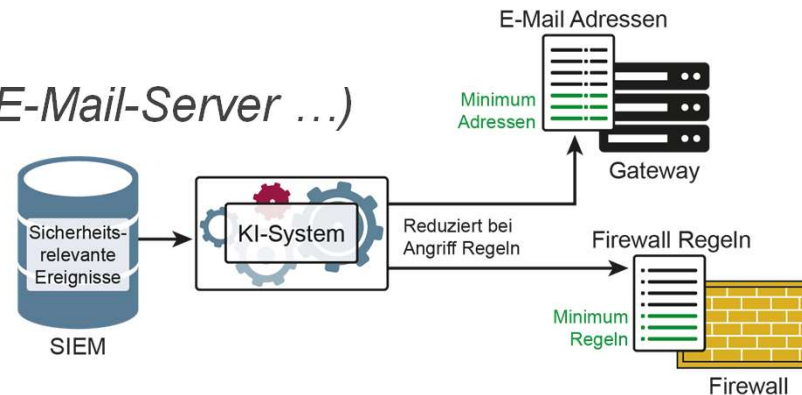 E-Mail Adressen
E-Mail-Server ...)
Minimum
Adressen
Gateway
Sicherheits-
relevante
Ereignisse
KI-System
Reduziert bei
Angriff Regeln
Firewall Regeln
Minimum
Regeln
SIEM
Firewall